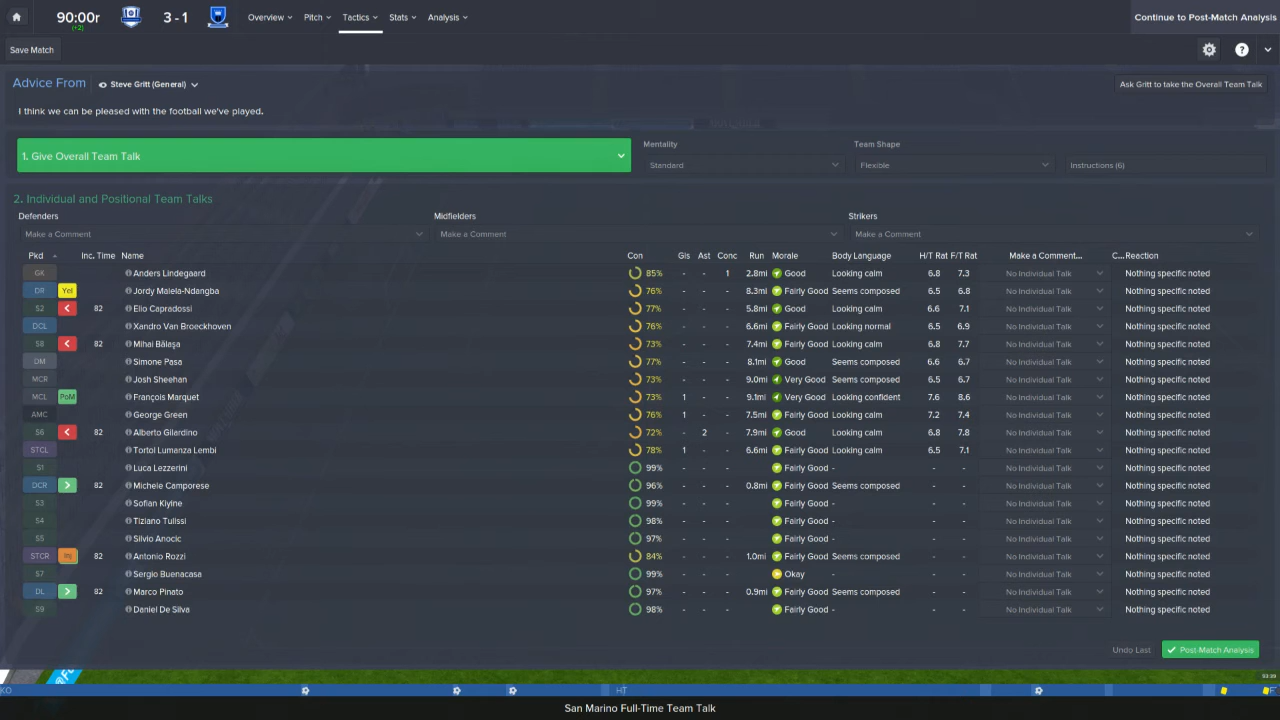 90:00r 3 - 1 Overview Pitch Tactics Stats Analysis Continue to Post-Match Analysis
(+2)
Save Match ?
Advice From Steve Gritt (General) Ask Gritt to take the Overall Team Talk
I think we can be pleased with the football we've played.
Mentality Team Shape
1. Give Overall Team Talk Standard Flexible Instructions (6)
2. Individual and Positional Team Talks
Defenders Midfielders Strikers
Make a Comment Make a Comment Make a Comment
Pkd Inc. Time Name Con Gls Ast Conc Run Morale Body Language H/T Rat F/T Rat Make a Comment... C... Reaction
GK Anders Lindegaard 85% - - 1 2.8mi Good Looking calm 6.8 7.3 No Individual Talk Nothing specific noted
DR Yel Jordy Maiela-Ndangba 76% - - - 8.3mi Fairly Good Seems composed 6.5 6.8 No Individual Talk Nothing specific noted
S2 82 Elio Capradossi 77% - - - 5.8mi Good Looking calm 6.6 7.1 No Individual Talk Nothing specific noted
DCL Xandro Van Broeckhoven 76% - - - 6.6mi Fairly Good Looking normal 6.5 6.9 No Individual Talk Nothing specific noted
S8 82 Mihai Bălaşa 73% - - - 7.4mi Fairly Good Looking calm 6.8 7.7 No Individual Talk Nothing specific noted
DM Simone Pasa 77% - - - 8.1mi Good Seems composed 6.6 6.7 No Individual Talk Nothing specific noted
MCR Josh Sheehan 73% - - - 9.0mi Very Good Seems composed 6.5 6.7 No Individual Talk Nothing specific noted
MCL PoM François Marquet 73% 1 - - 9.1mi Very Good Looking confident 7.6 8.6 No Individual Talk Nothing specific noted
AMC George Green 76% 1 - - 7.5mi Fairly Good Looking calm 7.2 7.4 No Individual Talk Nothing specific noted
S6 82 Alberto Gilardino 72% - 2 - 7.9mi Good Looking calm 6.8 7.8 No Individual Talk Nothing specific noted
STCL Tortol Lumanza Lembi 78% 1 - - 6.6mi Fairly Good Looking calm 6.5 7.1 No Individual Talk Nothing specific noted
S1 Luca Lezzerini 99% - - - Fairly Good - - - No Individual Talk Nothing specific noted
DCR 82 Michele Camporese 96% - - - 0.8mi Fairly Good Seems composed - - No Individual Talk Nothing specific noted
S3 Sofian Kiyine 99% - - - Fairly Good - - - No Individual Talk Nothing specific noted
S4 Tiziano Tulissi 98% - - - Fairly Good - - - No Individual Talk Nothing specific noted
S5 Silvio Anocic 97% - - - Fairly Good - - - No Individual Talk Nothing specific noted
STCR Inj 82 Antonio Rozzi 84% - - - 1.0mi Fairly Good Seems composed - - No Individual Talk Nothing specific noted
S7 Sergio Buenacasa 99% - - - Okay - - - No Individual Talk Nothing specific noted
DL 82 Marco Pinato 97% - - - 0.9mi Fairly Good Seems composed - - No Individual Talk Nothing specific noted
S9 Daniel De Silva 98% - - - Fairly Good - - - No Individual Talk Nothing specific noted
Undo Last Post-Match Analysis
KO HT
San Marino Full-Time Team Talk